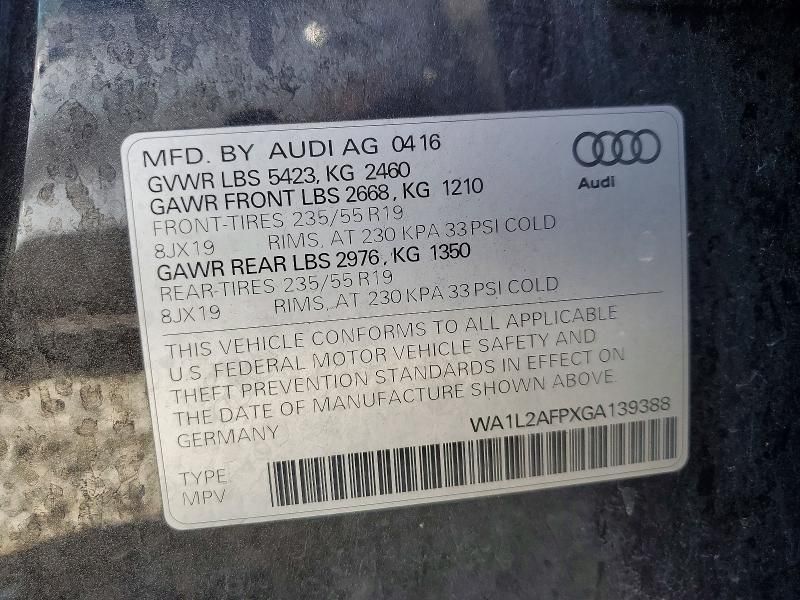 MFD. BY AUDI AG 04 16
GVWR LBS 5423, KG 2460
GAWR FRONT LBS 2668, KG 1210
FRONT-TIRES 235/55 R19
8JX19 RIMS, AT 230 KPA 33 PSI COLD
GAWR REAR LBS 2976, KG 1350
REAR-TIRES 235/55 R19
8JX19 RIMS, AT 230 KPA 33 PSI COLD
Audi
THIS VEHICLE CONFORMS TO ALL APPLICABLE
U.S. FEDERAL MOTOR VEHICLE SAFETY AND
THEFT PREVENTION STANDARDS IN EFFECT ON
THE DATE OF MANUFACTURE SHOWN ABOVE.
GERMANY WA1L2AFPXGA139388
TYPE
MPV